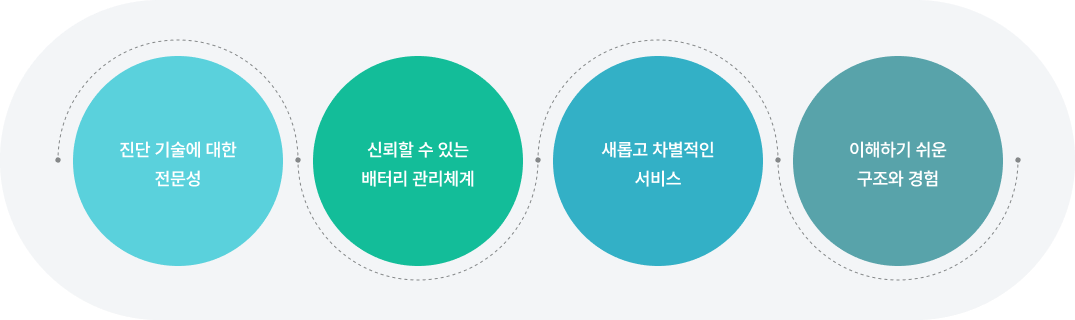 진단 기술에 대한
전문성
신뢰할 수 있는
배터리 관리체계
새롭고 차별적인
서비스
이해하기 쉬운
구조와 경험